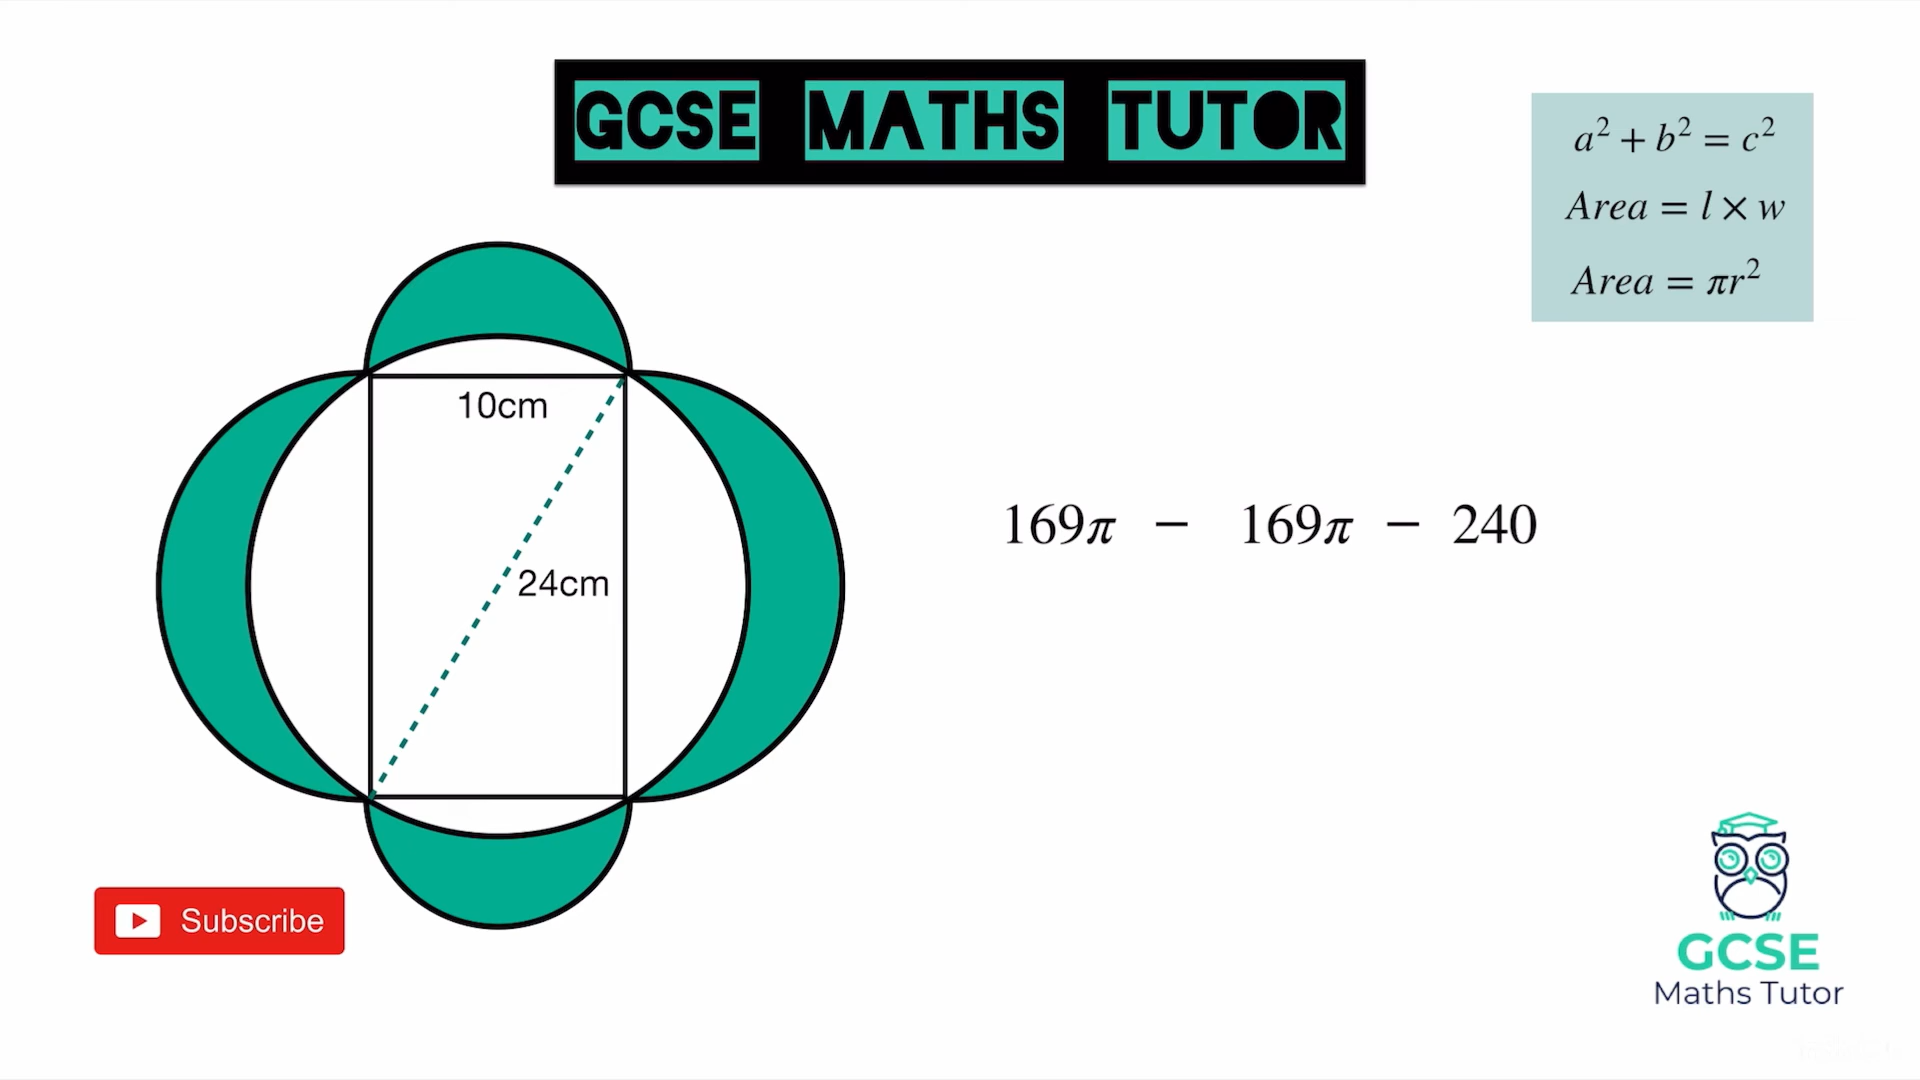 GCSE MATHS TUTOR
a² + b² = c²
Area = l × w
Area = πr²
10cm
24cm
169π − 169π − 240
Subscribe
GCSE
Maths Tutor